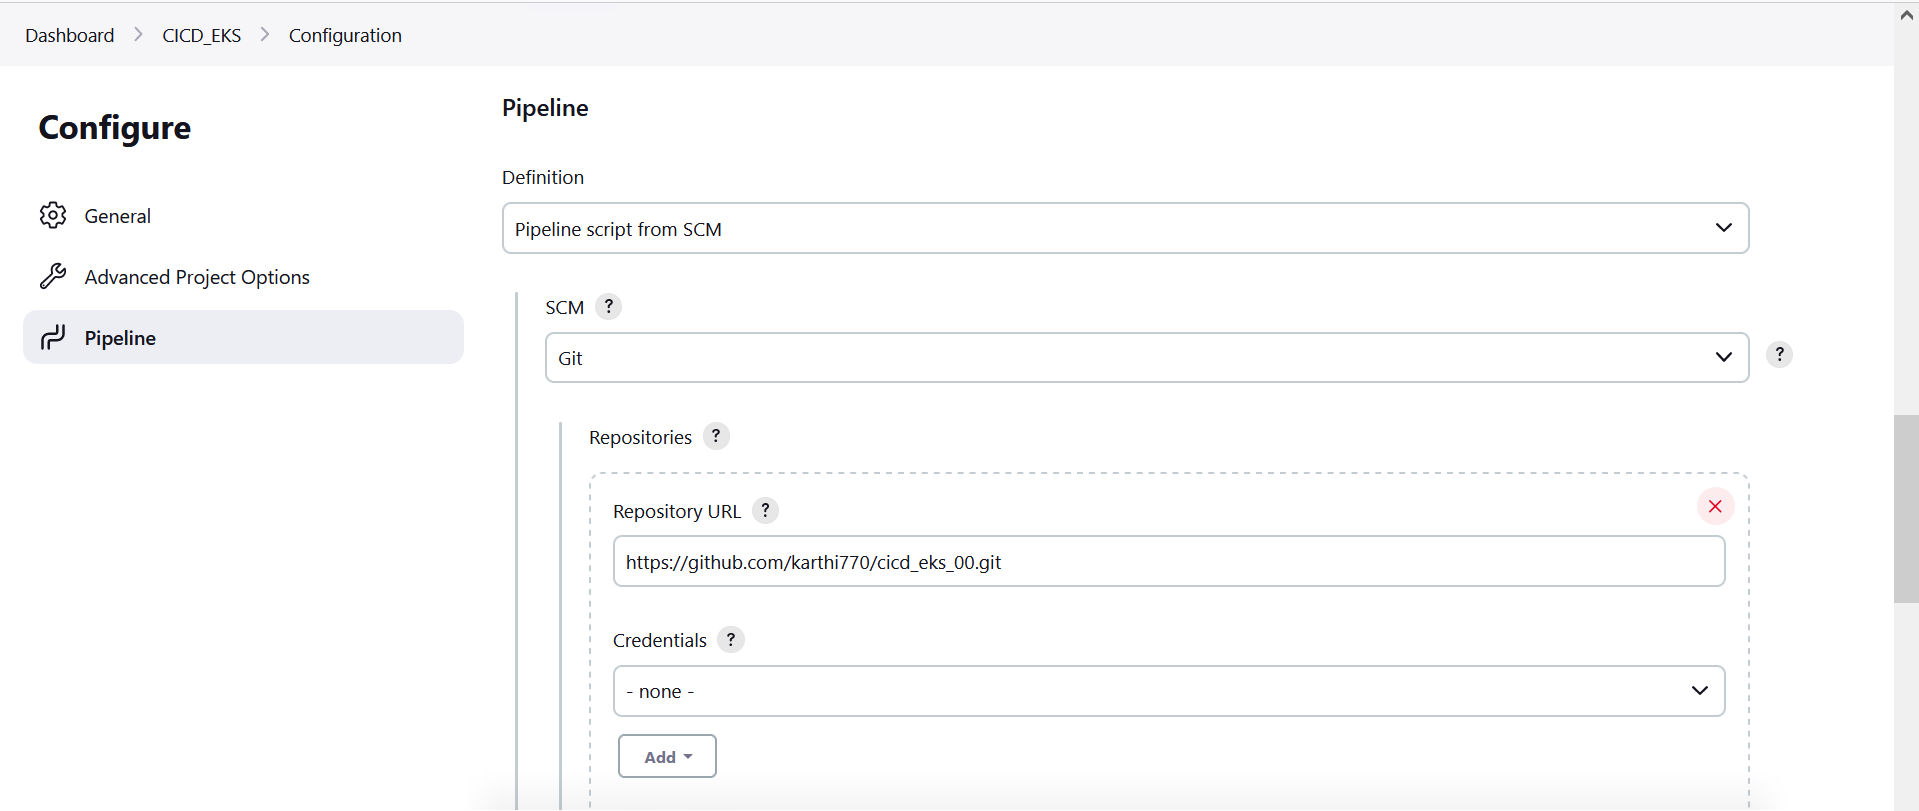 Dashboard > CICD_EKS > Configuration
Configure
General
Advanced Project Options
Pipeline
Pipeline
Definition
Pipeline script from SCM
SCM ?
Git
?
Repositories ?
Repository URL ?
https://github.com/karthi770/cicd_eks_00.git
Credentials ?
- none -
Add